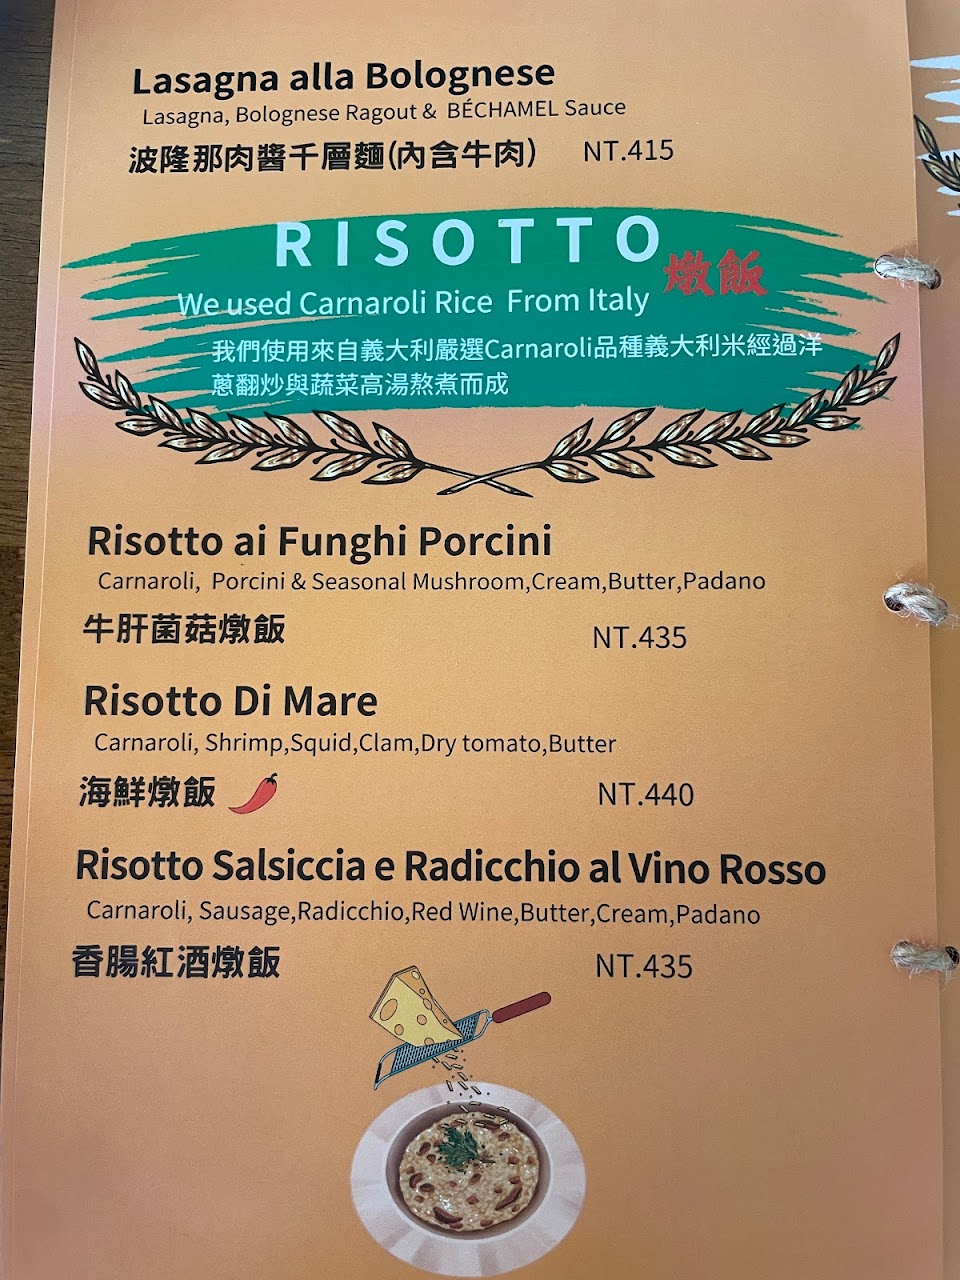 Lasagna alla Bolognese
Lasagna, Bolognese Ragout & BÉCHAMEL Sauce
波隆那肉醬千層麵(內含牛肉) NT.415
RISOTTO
燉飯
We used Carnaroli Rice From Italy
我們使用來自義大利嚴選Carnaroli品種義大利米經過洋
蔥翻炒與蔬菜高湯熬煮而成
Risotto ai Funghi Porcini
Carnaroli, Porcini & Seasonal Mushroom,Cream,Butter,Padano
牛肝菌菇燉飯 NT.435
Risotto Di Mare
Carnaroli, Shrimp,Squid,Clam,Dry tomato,Butter
海鮮燉飯 NT.440
Risotto Salsiccia e Radicchio al Vino Rosso
Carnaroli, Sausage,Radicchio,Red Wine,Butter,Cream,Padano
香腸紅酒燉飯 NT.435